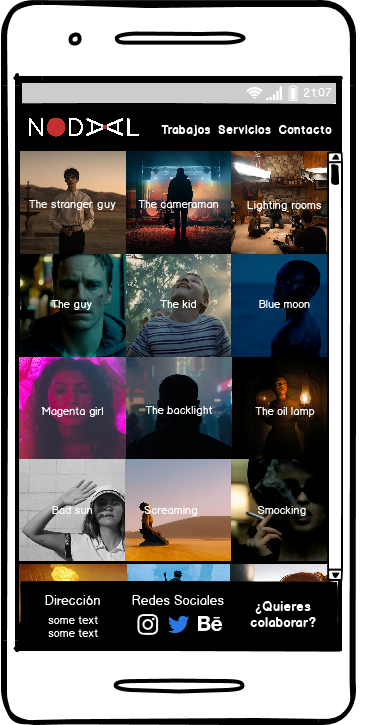 21:07
NODAL
Trabajos Servicios Contacto
The stranger guy
The cameraman
Lighting rooms
The guy
The kid
Blue moon
Magenta girl
The backlight
The oil lamp
Bad sun
Screaming
Smocking
Dirección
some text
some text
Redes Sociales
Bē
¿Quieres
colaborar?